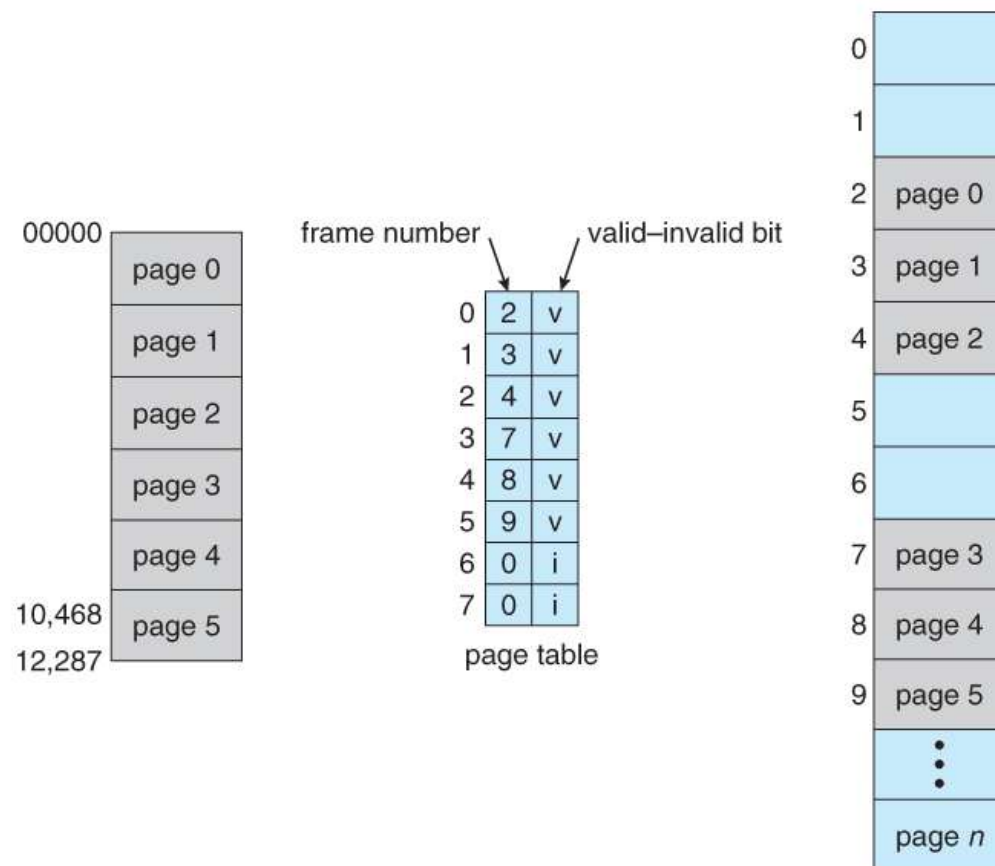 00000
page 0
page 1
page 2
page 3
page 4
10,468
page 5
12,287
frame number
valid–invalid bit
0 2 v
1 3 v
2 4 v
3 7 v
4 8 v
5 9 v
6 0 i
7 0 i
page table
0
1
2 page 0
3 page 1
4 page 2
5
6
7 page 3
8 page 4
9 page 5
page n